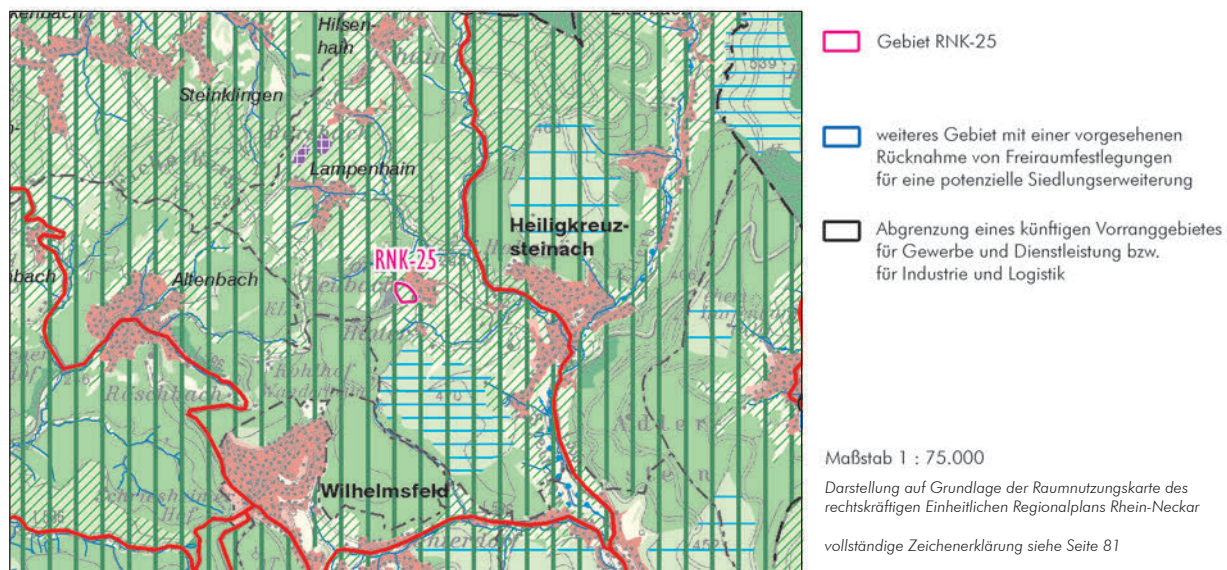 Hilsen-
hain
Steinklingen
Lampenhain
Heiligkreuz-
steinach
RNK-25
Altenbach
Wilhelmsfeld
Gebiet RNK-25
weiteres Gebiet mit einer vorgesehenen
Rücknahme von Freiraumfestlegungen
für eine potenzielle Siedlungserweiterung
Abgrenzung eines künftigen Vorranggebietes
für Gewerbe und Dienstleistung bzw.
für Industrie und Logistik
Maßstab 1 : 75.000
Darstellung auf Grundlage der Raumnutzungskarte des
rechtskräftigen Einheitlichen Regionalplans Rhein-Neckar
vollständige Zeichenerklärung siehe Seite 81